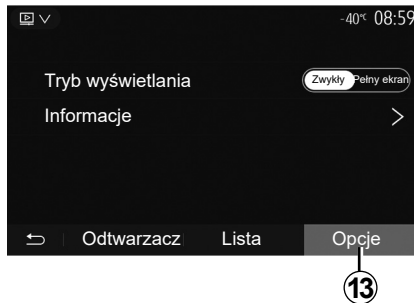 -40°C 08:59
Tryb wyświetlania Zwykły Pełny ekran
Informacje
Odtwarzacz Lista Opcje
13